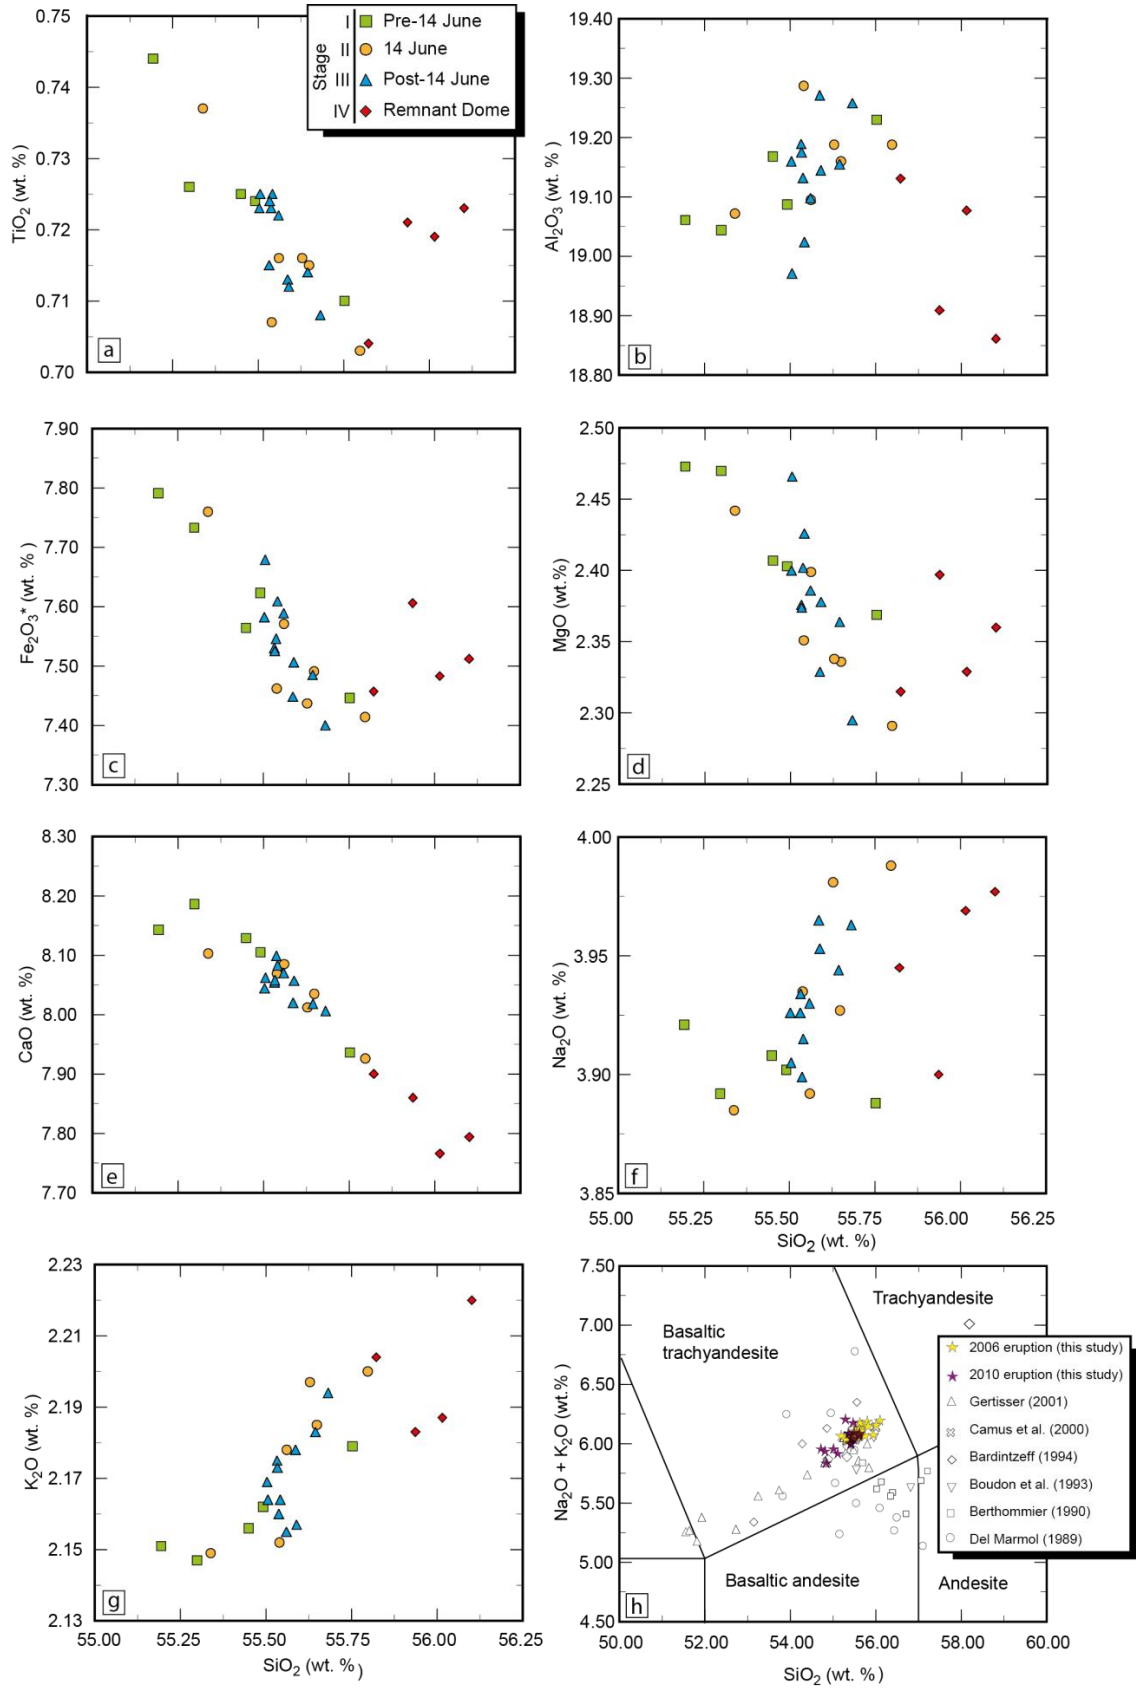 Stage
I Pre-14 June
II 14 June
III Post-14 June
IV Remnant Dome
0.75
0.74
0.73
0.72
0.71
0.70
TiO2 (wt. %)
a
19.40
19.30
19.20
19.10
19.00
18.90
18.80
Al2O3 (wt. %)
b
7.90
7.80
7.70
7.60
7.50
7.40
7.30
Fe2O3* (wt. %)
c
2.50
2.45
2.40
2.35
2.30
2.25
MgO (wt.%)
d
8.30
8.20
8.10
8.00
7.90
7.80
7.70
CaO (wt. %)
e
4.00
3.95
3.90
3.85
Na2O (wt. %)
f
55.00 55.25 55.50 55.75 56.00 56.25
SiO2 (wt. %)
2.23
2.21
2.19
2.17
2.15
2.13
K2O (wt. %)
g
55.00 55.25 55.50 55.75 56.00 56.25
SiO2 (wt. %)
7.50
7.00
6.50
6.00
5.50
5.00
4.50
Na2O + K2O (wt.%)
Trachyandesite
Basaltic
trachyandesite
Basaltic andesite
Andesite
2006 eruption (this study)
2010 eruption (this study)
Gertisser (2001)
Camus et al. (2000)
Bardintzeff (1994)
Boudon et al. (1993)
Berthommier (1990)
Del Marmol (1989)
h
50.00 52.00 54.00 56.00 58.00 60.00
SiO2 (wt. %)